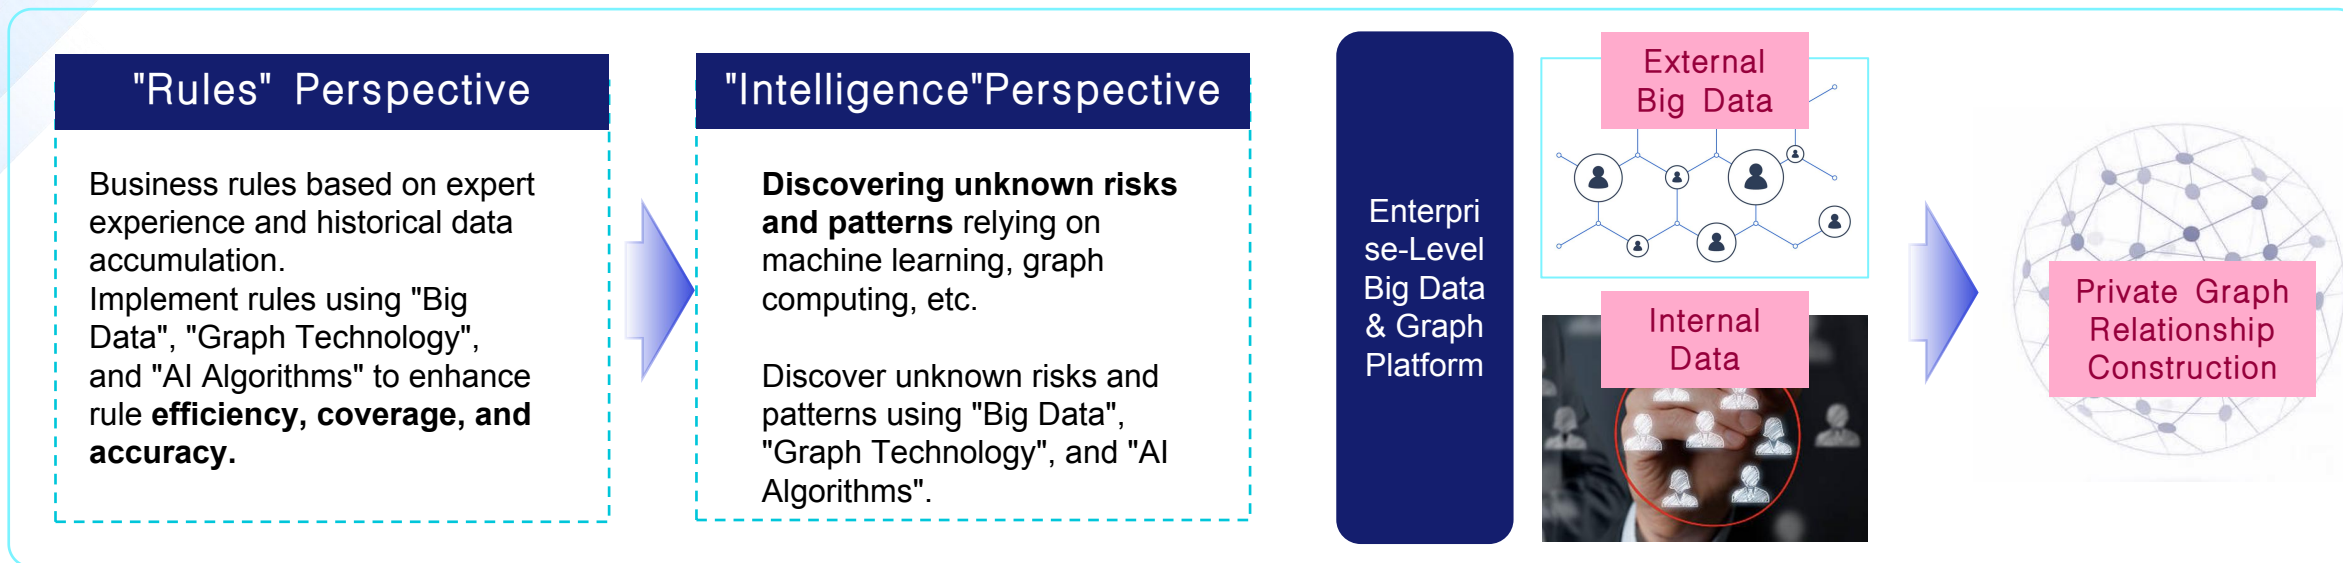 "Rules" Perspective
Business rules based on expert
experience and historical data
accumulation.
Implement rules using "Big
Data", "Graph Technology",
and "AI Algorithms" to enhance
rule efficiency, coverage, and
accuracy.
"Intelligence"Perspective
Discovering unknown risks
and patterns relying on
machine learning, graph
computing, etc.
Discover unknown risks and
patterns using "Big Data",
"Graph Technology", and "AI
Algorithms".
Enterpri
se-Level
Big Data
& Graph
Platform
External
Big Data
Internal
Data
Private Graph
Relationship
Construction